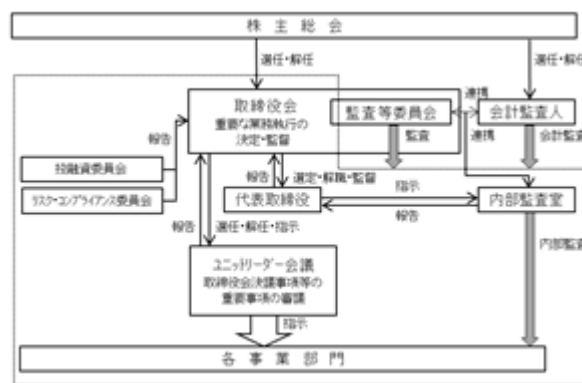 株主総会
選任・解任
選任・解任
取締役会
重要な業務執行の
決定・監督
監査等委員会
連携
会計監査人
監査
連携
会計監査
報告
投融資委員会
リスク・コンプライアンス委員会
報告
選定・解職・監督
代表取締役
指示
報告
内部監査室
報告
選任・解任・指示
ユニットリーダー会議
取締役会決議事項等の
重要事項の審議
内部監査
指示
各事業部門